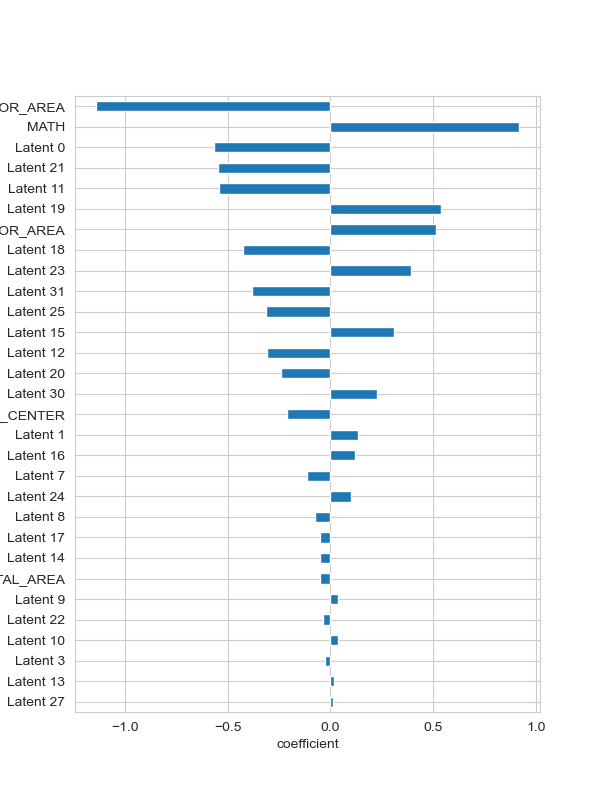 OR_AREA
MATH
Latent 0
Latent 21
Latent 11
Latent 19
OR_AREA
Latent 18
Latent 23
Latent 31
Latent 25
Latent 15
Latent 12
Latent 20
Latent 30
_CENTER
Latent 1
Latent 16
Latent 7
Latent 24
Latent 8
Latent 17
Latent 14
TAL_AREA
Latent 9
Latent 22
Latent 10
Latent 3
Latent 13
Latent 27
−1.0 −0.5 0.0 0.5 1.0
coefficient